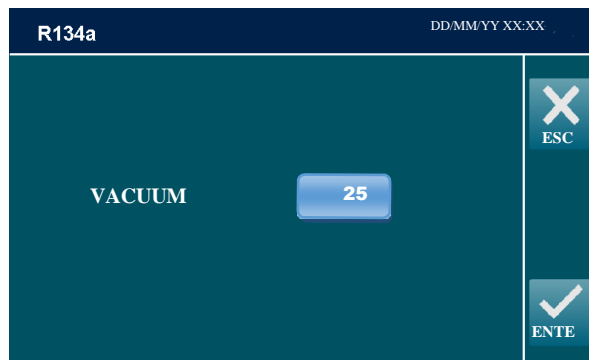 R134a
DD/MM/YY XX:XX
ESC
VACUUM
25
ENTE